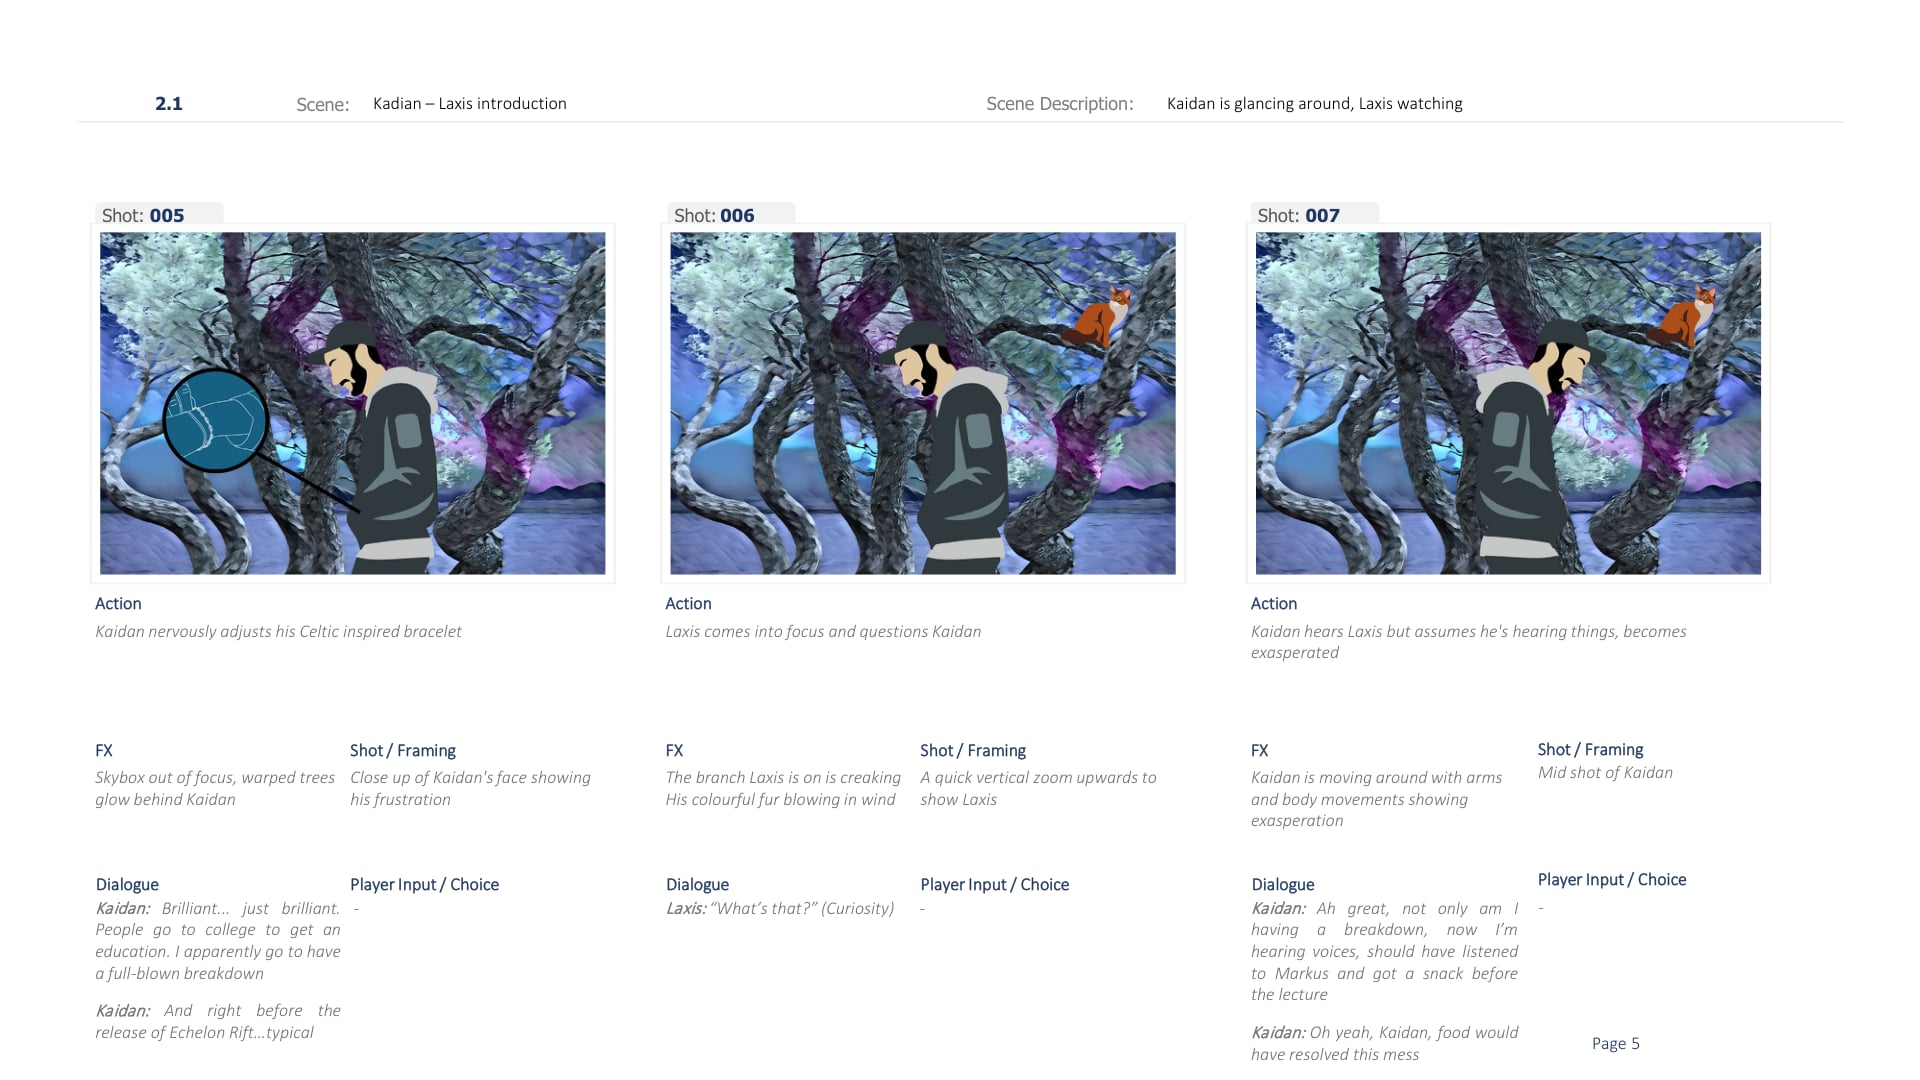 2.1 Scene: Kadian – Laxis introduction Scene Description: Kaidan is glancing around, Laxis watching
Shot: 005
Action
Kaidan nervously adjusts his Celtic inspired bracelet
FX
Skybox out of focus, warped trees
glow behind Kaidan
Shot / Framing
Close up of Kaidan's face showing
his frustration
Dialogue
Kaidan: Brilliant... just brilliant.
People go to college to get an
education. I apparently go to have
a full-blown breakdown
Kaidan: And right before the
release of Echelon Rift...typical
Player Input / Choice
-
Shot: 006
Action
Laxis comes into focus and questions Kaidan
FX
The branch Laxis is on is creaking
His colourful fur blowing in wind
Shot / Framing
A quick vertical zoom upwards to
show Laxis
Dialogue
Laxis: “What’s that?” (Curiosity)
Player Input / Choice
-
Shot: 007
Action
Kaidan hears Laxis but assumes he's hearing things, becomes
exasperated
FX
Kaidan is moving around with arms
and body movements showing
exasperation
Shot / Framing
Mid shot of Kaidan
Dialogue
Kaidan: Ah great, not only am I
having a breakdown, now I’m
hearing voices, should have listened
to Markus and got a snack before
the lecture
Kaidan: Oh yeah, Kaidan, food would
have resolved this mess
Player Input / Choice
-
Page 5